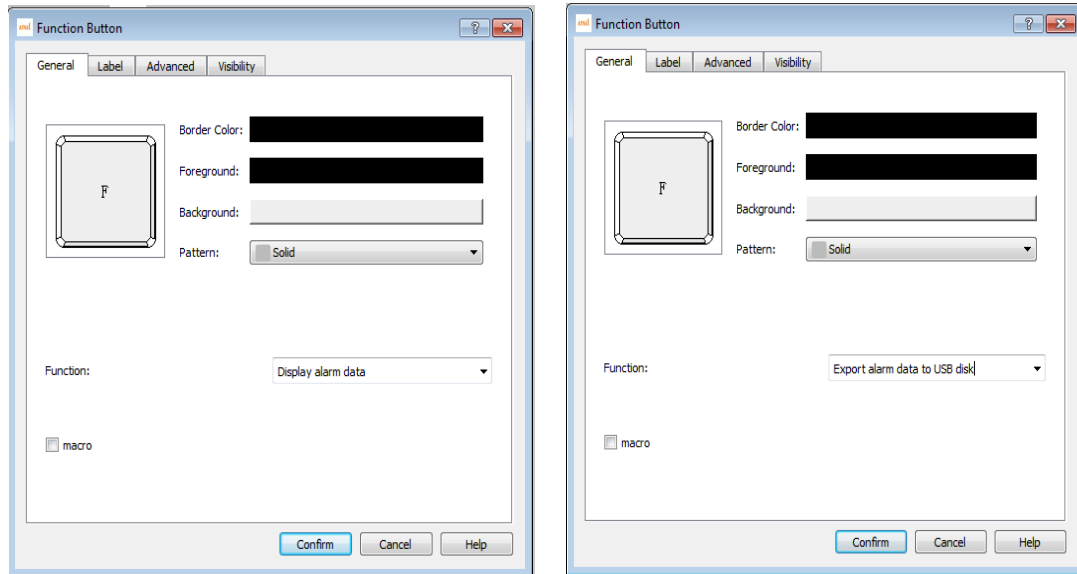 Function Button
General Label Advanced Visibility
F
Border Color:
Foreground:
Background:
Pattern: Solid
Function: Display alarm data
macro
Confirm Cancel Help
Function Button
General Label Advanced Visibility
F
Border Color:
Foreground:
Background:
Pattern: Solid
Function: Export alarm data to USB disk
macro
Confirm Cancel Help